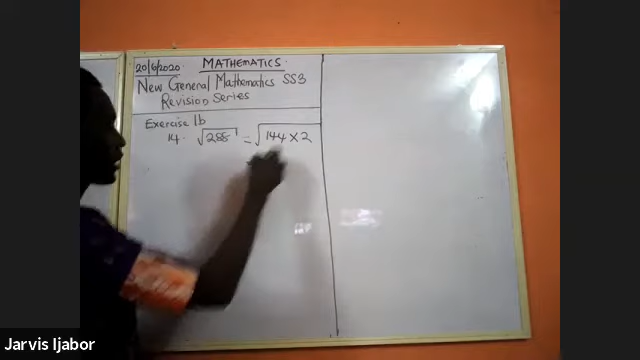 20/6/2020. MATHEMATICS.
New General Mathematics SS3
Revision Series
Exercise 1b
14. √288 = √144 × 2
Jarvis Ijabor